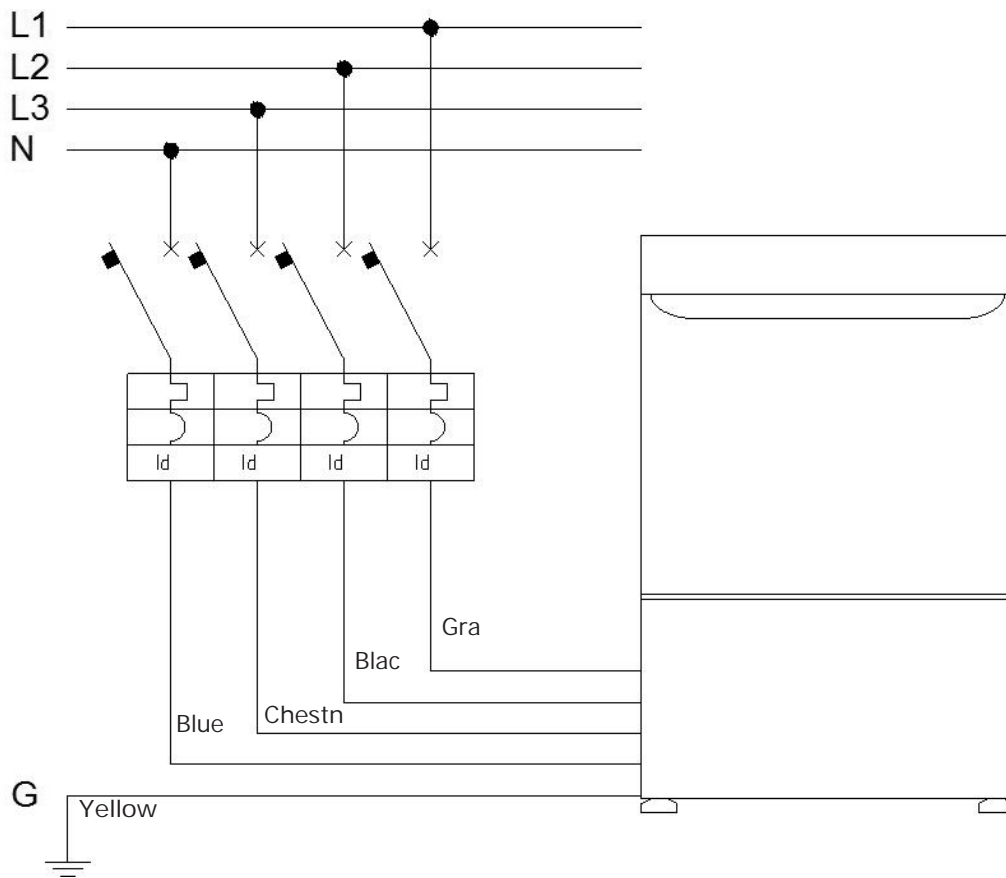 L1
L2
L3
N
Id Id Id Id
Gra
Blac
Chestn
Blue
G
Yellow